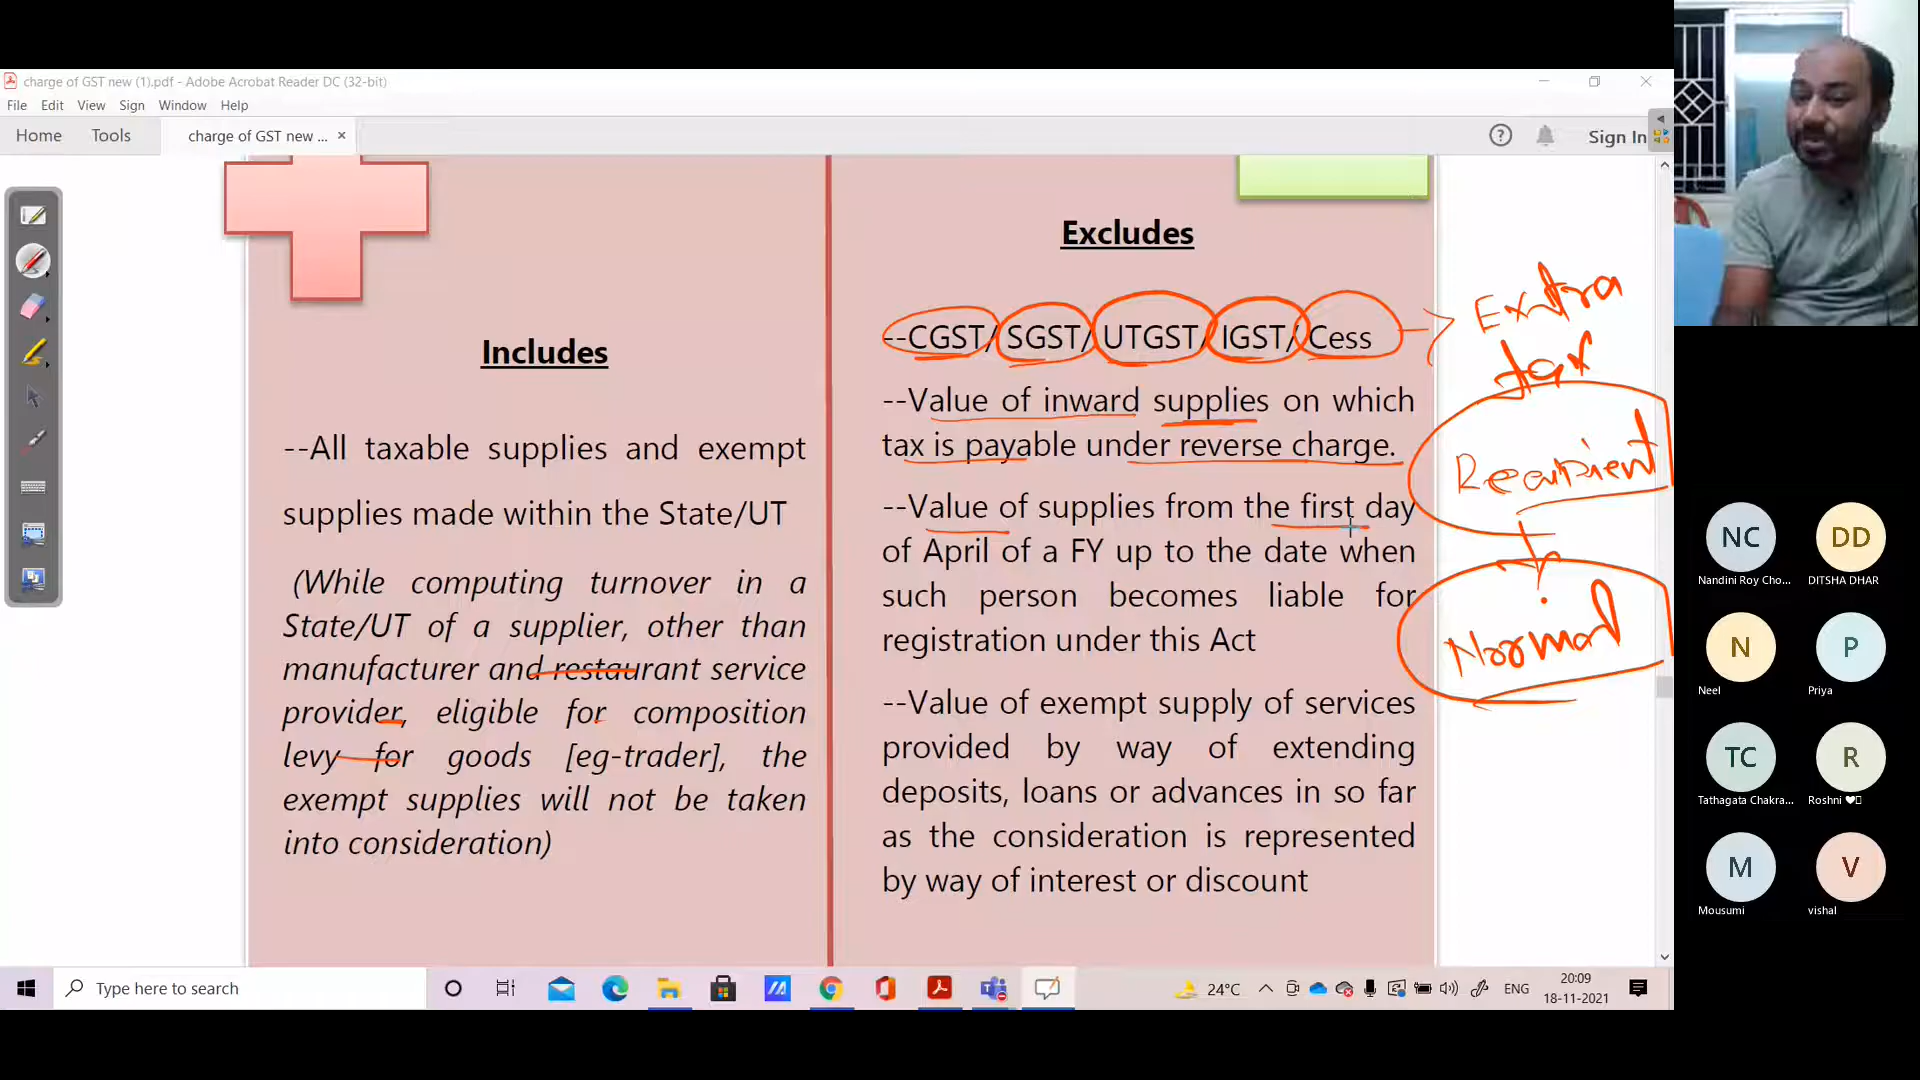 charge of GST new (1).pdf - Adobe Acrobat Reader DC (32-bit)
File Edit View Sign Window Help
Home Tools charge of GST new ... × Sign In
Includes
--All taxable supplies and exempt
supplies made within the State/UT
(While computing turnover in a
State/UT of a supplier, other than
manufacturer and restaurant service
provider, eligible for composition
levy for goods [eg-trader], the
exempt supplies will not be taken
into consideration)
Excludes
--CGST/SGST/UTGST/IGST/Cess
--Value of inward supplies on which
tax is payable under reverse charge.
--Value of supplies from the first day
of April of a FY up to the date when
such person becomes liable for
registration under this Act
--Value of exempt supply of services
provided by way of extending
deposits, loans or advances in so far
as the consideration is represented
by way of interest or discount
Extra
tax
Recipient
Normal
NC DD
Nandini Roy Cho... DITSHA DHAR
N P
Neel Priya
TC R
Tathagata Chakra... Roshni ❤
M V
Mousumi vishal
Type here to search
24°C ENG
20:09
18-11-2021